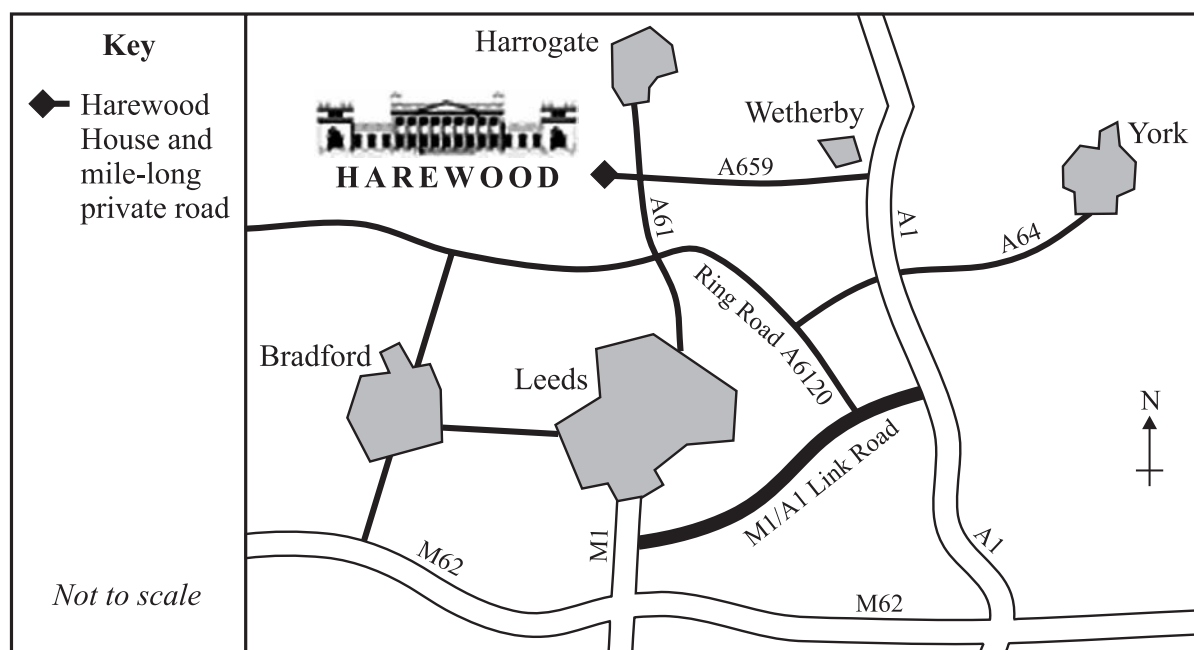 Key
Harewood
House and
mile-long
private road
Not to scale
Harrogate
HAREWOOD
Wetherby
York
A659
A61
A1
A64
Ring Road A6120
Bradford
Leeds
N
M1/A1 Link Road
M1
M62
A1
M62